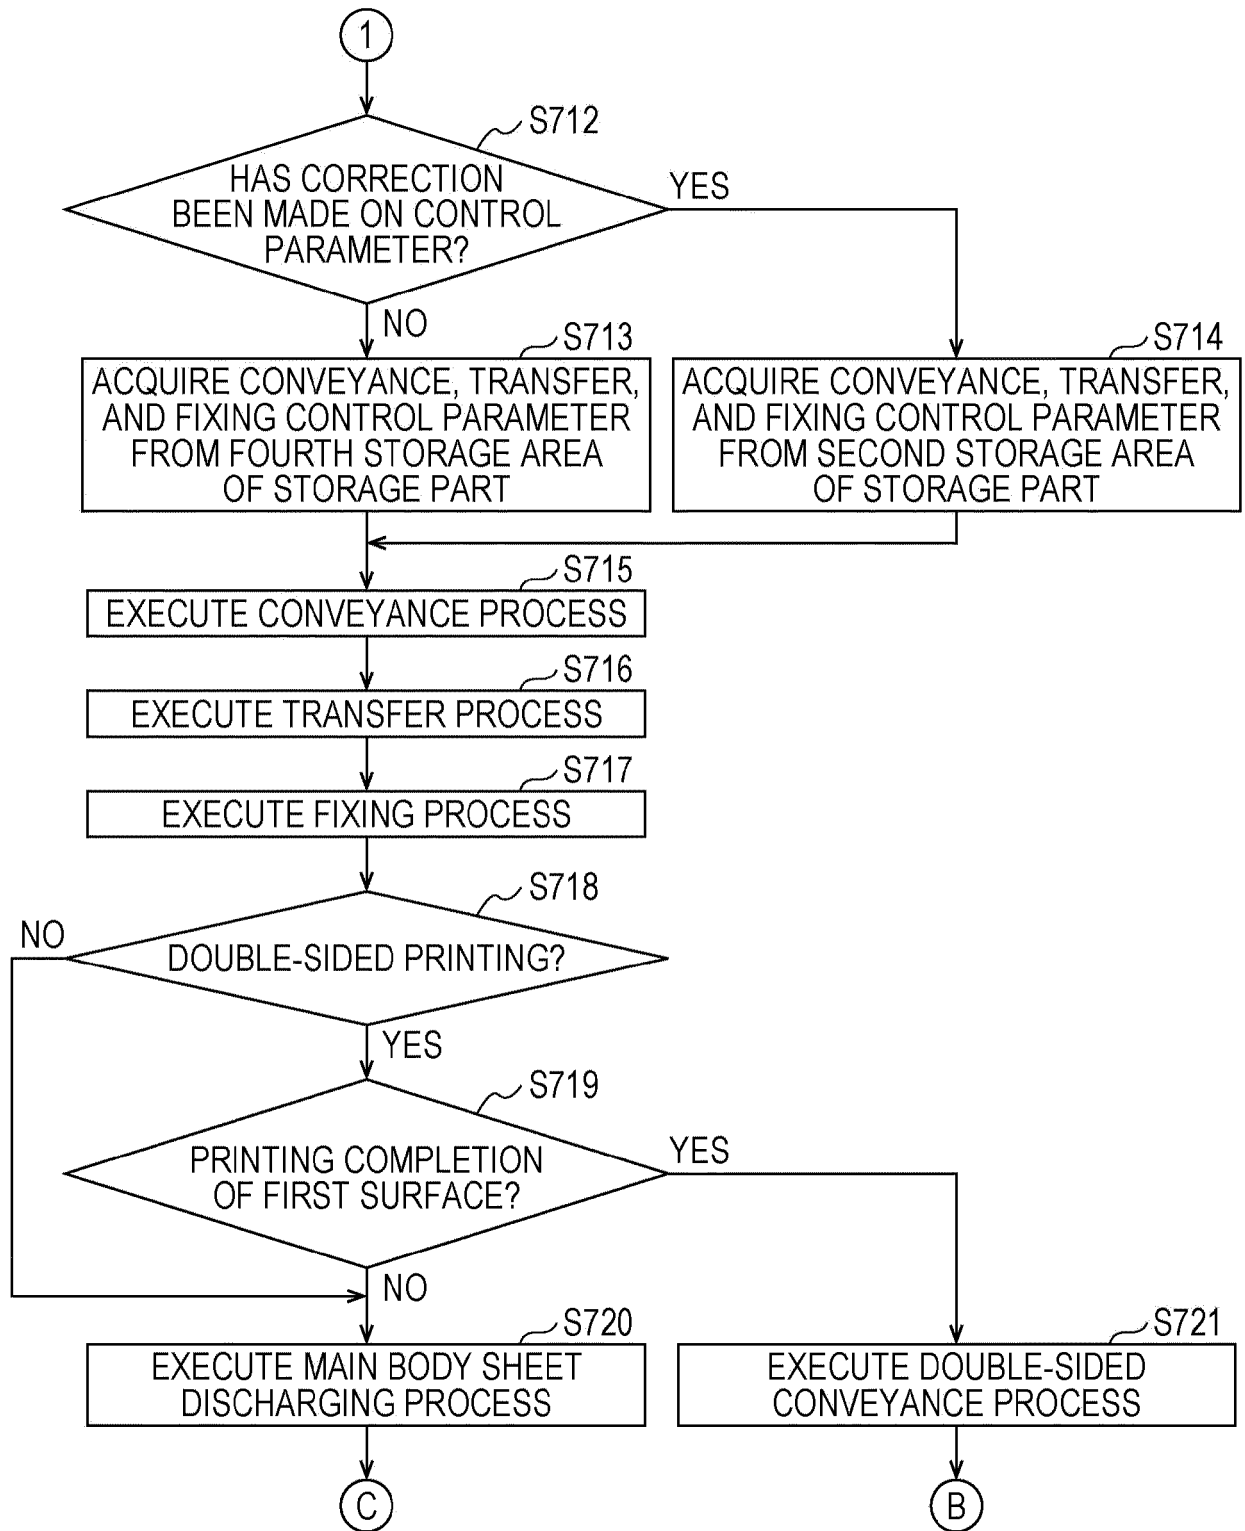 1
S712
HAS CORRECTION
BEEN MADE ON CONTROL
PARAMETER?
YES
NO
S713
ACQUIRE CONVEYANCE, TRANSFER,
AND FIXING CONTROL PARAMETER
FROM FOURTH STORAGE AREA
OF STORAGE PART
S714
ACQUIRE CONVEYANCE, TRANSFER,
AND FIXING CONTROL PARAMETER
FROM SECOND STORAGE AREA
OF STORAGE PART
S715
EXECUTE CONVEYANCE PROCESS
S716
EXECUTE TRANSFER PROCESS
S717
EXECUTE FIXING PROCESS
S718
NO
DOUBLE-SIDED PRINTING?
YES
S719
PRINTING COMPLETION
OF FIRST SURFACE?
YES
NO
S720
EXECUTE MAIN BODY SHEET
DISCHARGING PROCESS
S721
EXECUTE DOUBLE-SIDED
CONVEYANCE PROCESS
C
B